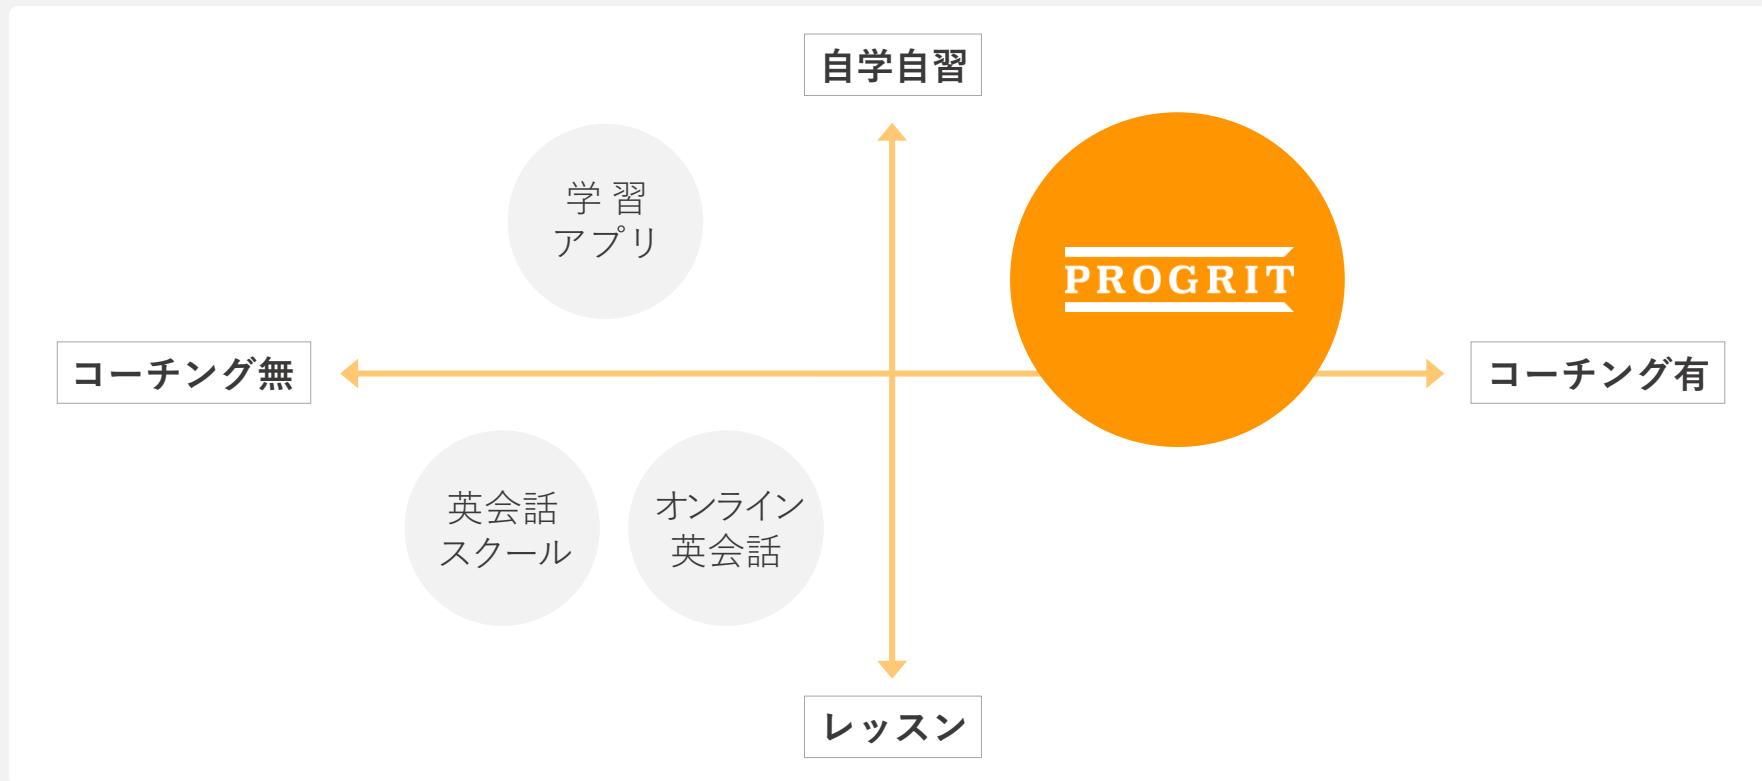 自学自習
学習
アプリ
PROGRIT
コーチング無
コーチング有
英会話
スクール
オンライン
英会話
レッスン